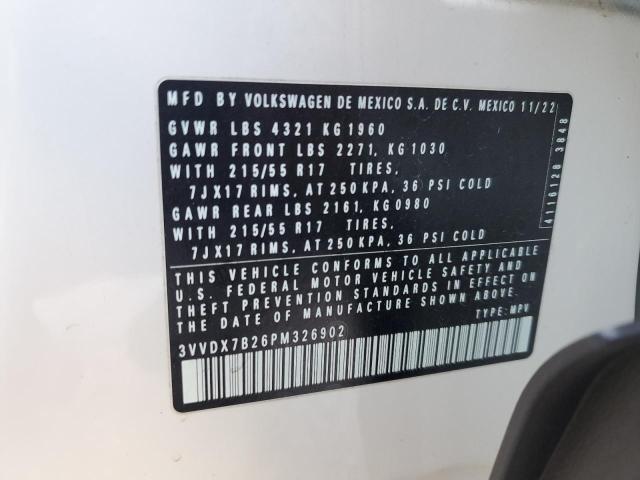 MFD BY VOLKSWAGEN DE MEXICO S.A. DE C.V. MEXICO 11/22
GVWR LBS 4321 KG 1960
GAWR FRONT LBS 2271, KG 1030
WITH 215/55 R17 TIRES,
7JX17 RIMS, AT 250 KPA, 36 PSI COLD
GAWR REAR LBS 2161, KG 0980
WITH 215/55 R17 TIRES,
7JX17 RIMS, AT 250 KPA, 36 PSI COLD
THIS VEHICLE CONFORMS TO ALL APPLICABLE
U.S. FEDERAL MOTOR VEHICLE SAFETY AND
THEFT PREVENTION STANDARDS IN EFFECT ON
THE DATE OF MANUFACTURE SHOWN ABOVE.
TYPE: MPV
3VVDX7B26PM326902
4116128 3848